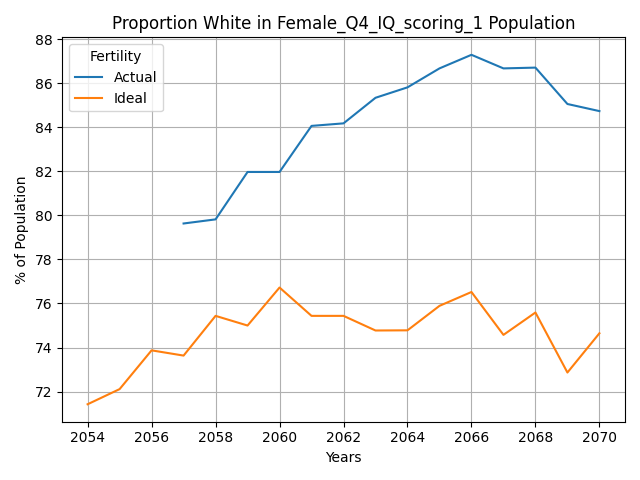 Proportion White in Female_Q4_IQ_scoring_1 Population
88
86
84
82
80
78
76
74
72
% of Population
Fertility
Actual
Ideal
2054 2056 2058 2060 2062 2064 2066 2068 2070
Years